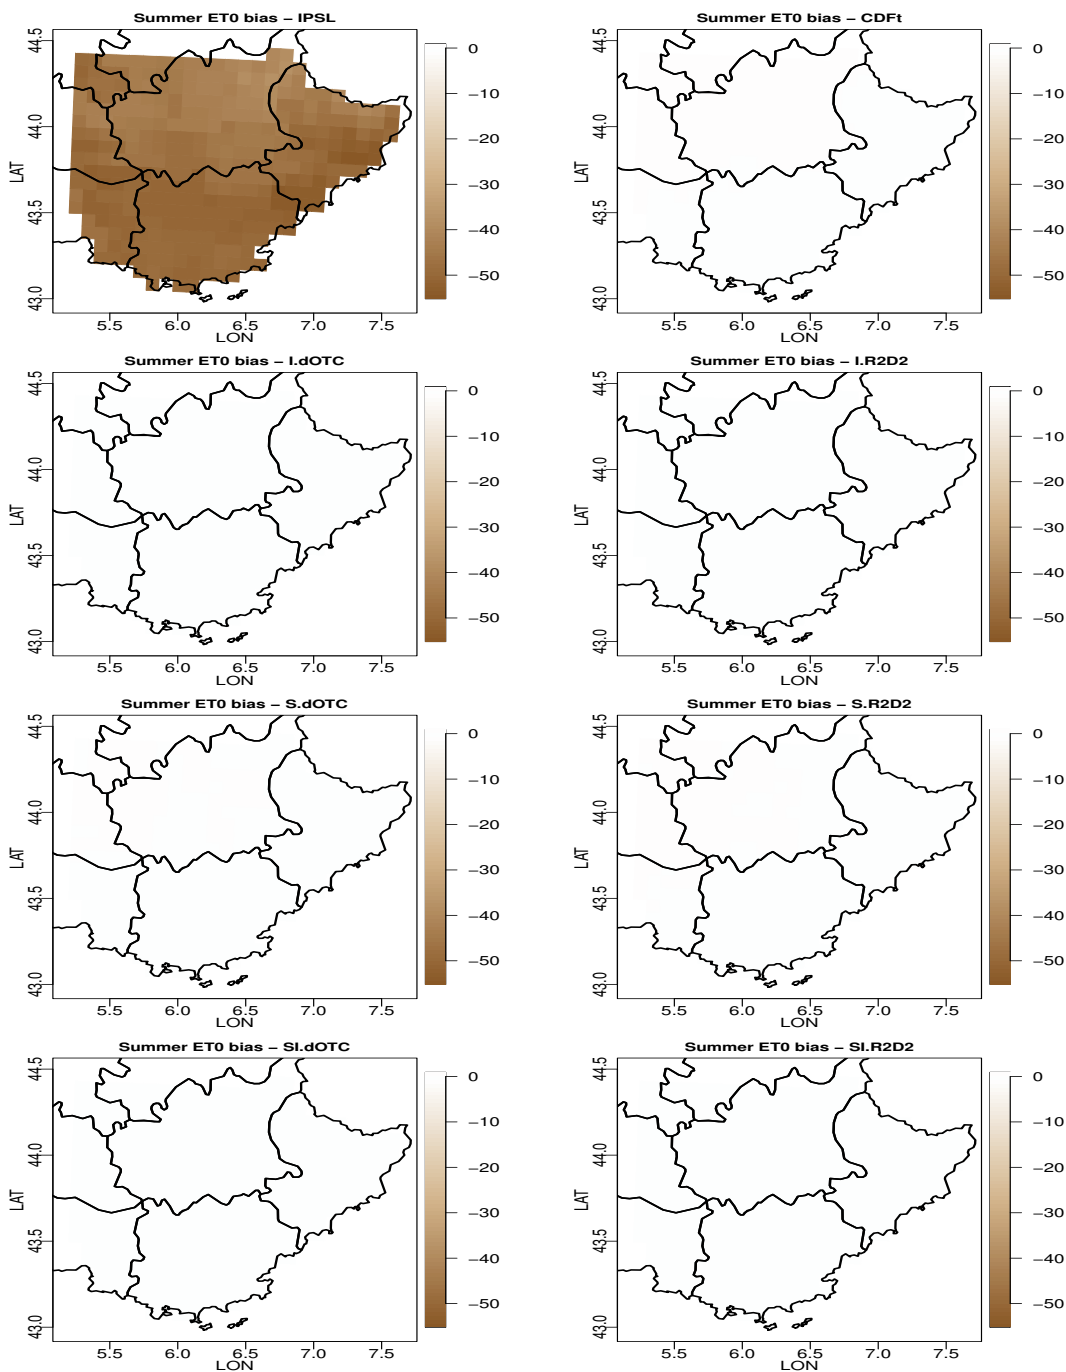 Summer ET0 bias − IPSL
LAT
44.5
44.0
43.5
43.0
5.5 6.0 6.5 7.0 7.5
LON
0
−10
−20
−30
−40
−50
Summer ET0 bias − CDFt
LAT
44.5
44.0
43.5
43.0
5.5 6.0 6.5 7.0 7.5
LON
0
−10
−20
−30
−40
−50
Summer ET0 bias − I.dOTC
LAT
44.5
44.0
43.5
43.0
5.5 6.0 6.5 7.0 7.5
LON
0
−10
−20
−30
−40
−50
Summer ET0 bias − I.R2D2
LAT
44.5
44.0
43.5
43.0
5.5 6.0 6.5 7.0 7.5
LON
0
−10
−20
−30
−40
−50
Summer ET0 bias − S.dOTC
LAT
44.5
44.0
43.5
43.0
5.5 6.0 6.5 7.0 7.5
LON
0
−10
−20
−30
−40
−50
Summer ET0 bias − S.R2D2
LAT
44.5
44.0
43.5
43.0
5.5 6.0 6.5 7.0 7.5
LON
0
−10
−20
−30
−40
−50
Summer ET0 bias − SI.dOTC
LAT
44.5
44.0
43.5
43.0
5.5 6.0 6.5 7.0 7.5
LON
0
−10
−20
−30
−40
−50
Summer ET0 bias − SI.R2D2
LAT
44.5
44.0
43.5
43.0
5.5 6.0 6.5 7.0 7.5
LON
0
−10
−20
−30
−40
−50